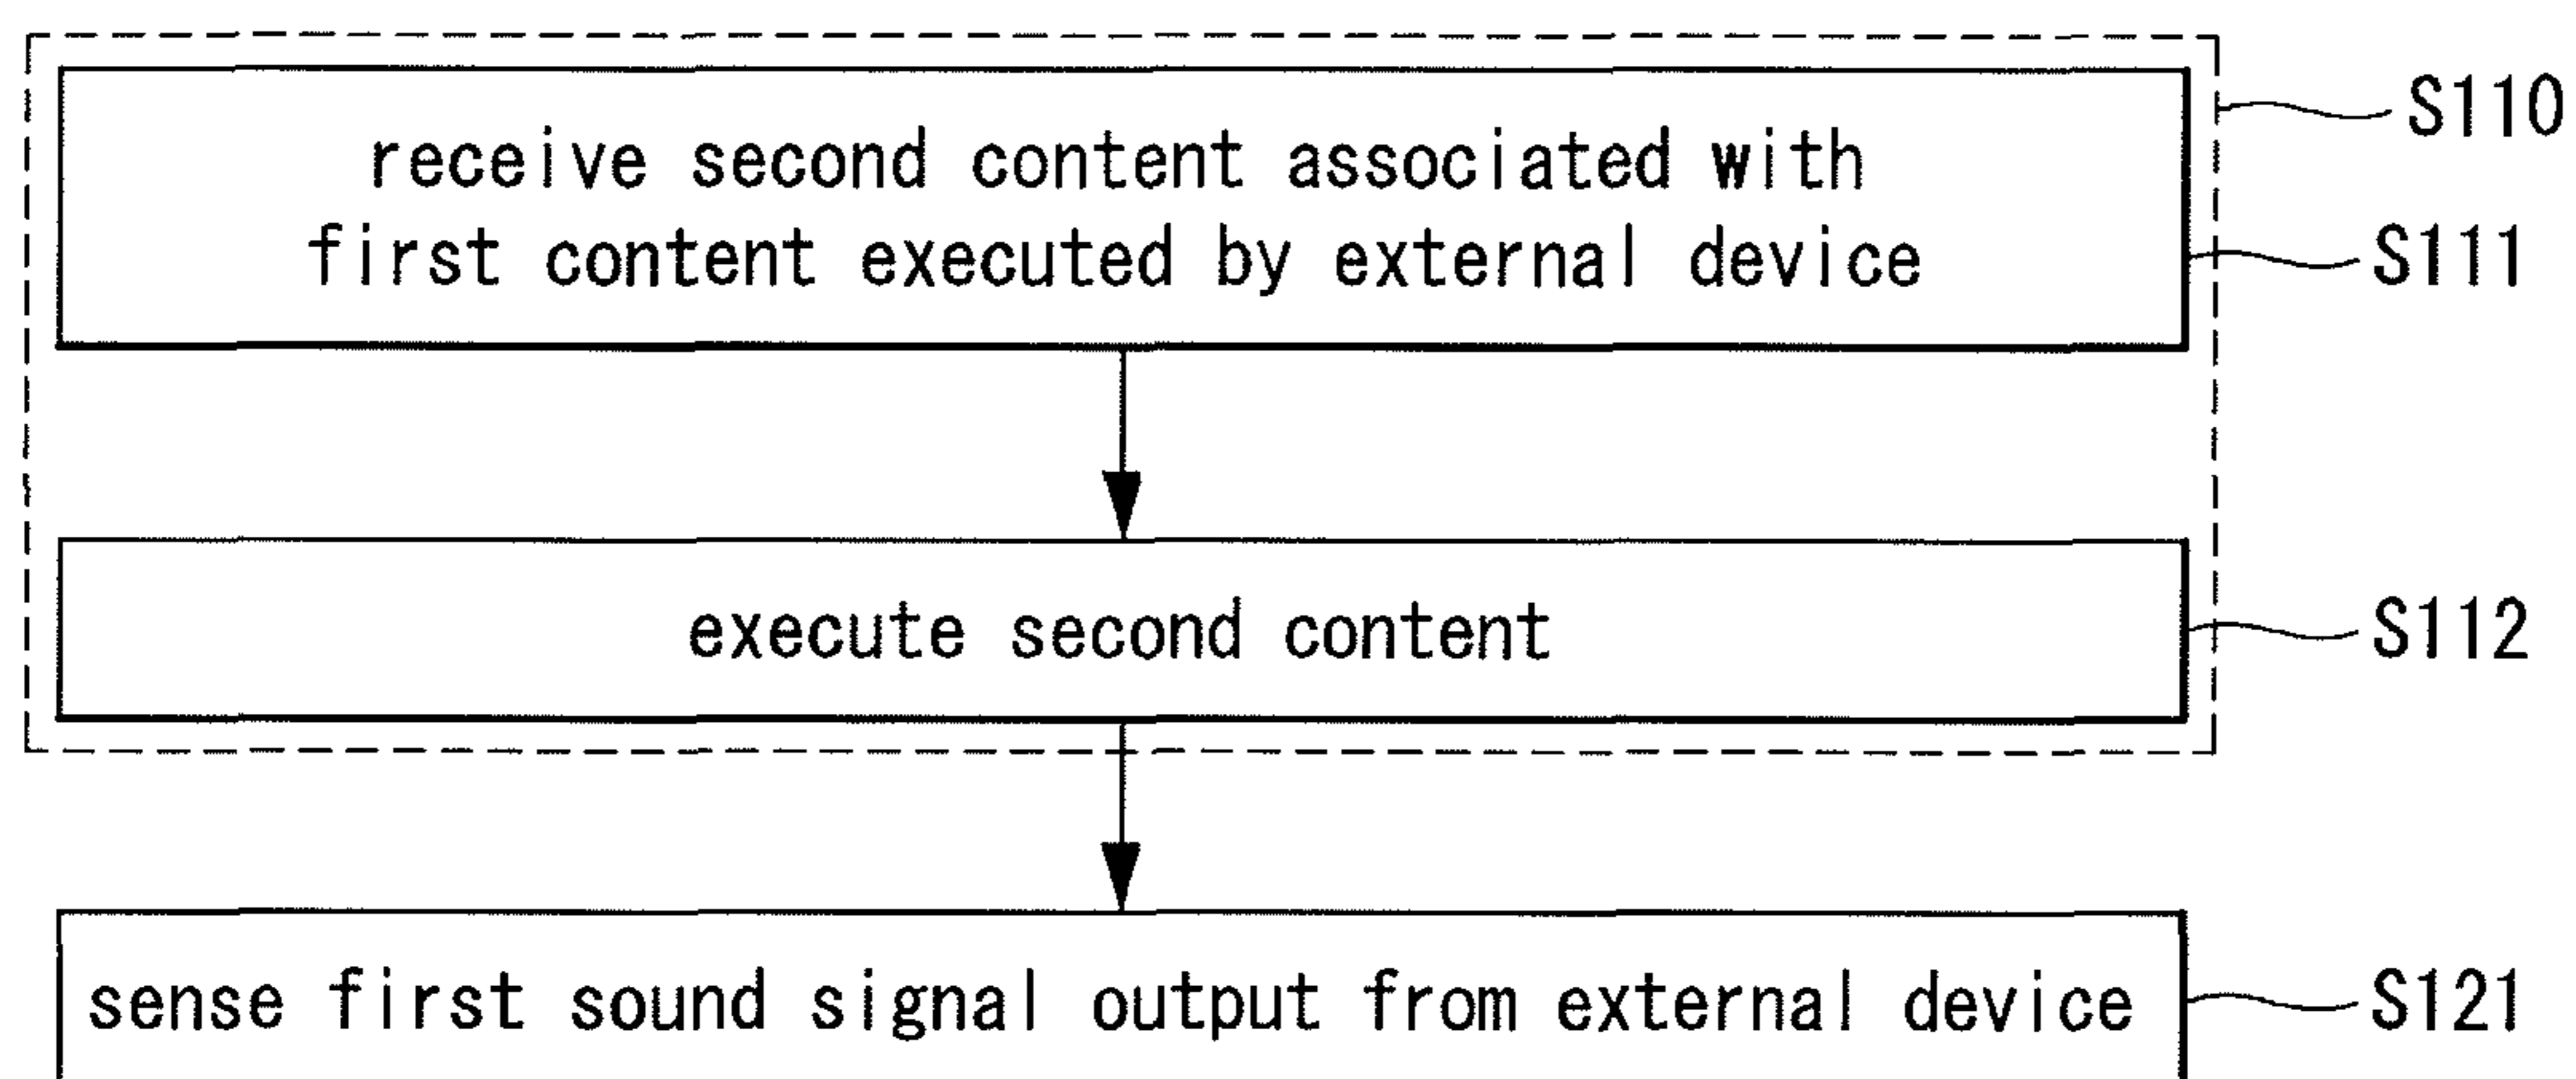 S110
receive second content associated with
first content executed by external device
S111
execute second content
S112
sense first sound signal output from external device
S121